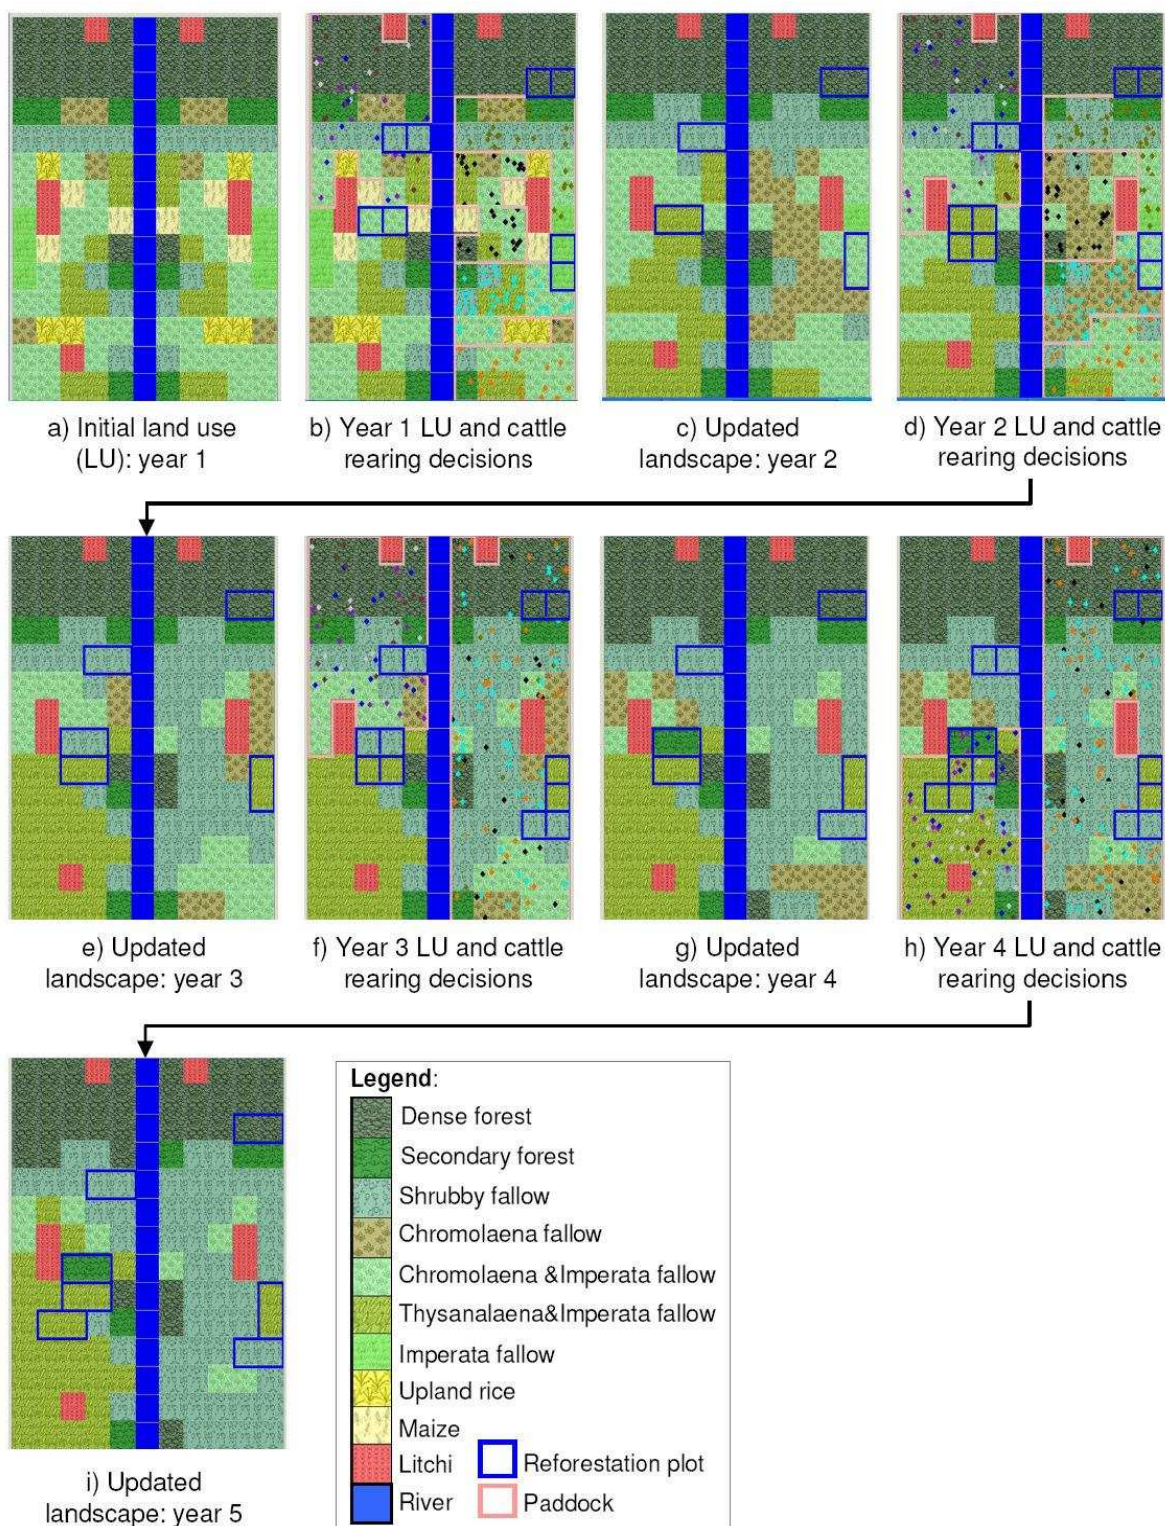 a) Initial land use
(LU): year 1
b) Year 1 LU and cattle
rearing decisions
c) Updated
landscape: year 2
d) Year 2 LU and cattle
rearing decisions
e) Updated
landscape: year 3
f) Year 3 LU and cattle
rearing decisions
g) Updated
landscape: year 4
h) Year 4 LU and cattle
rearing decisions
i) Updated
landscape: year 5
Legend:
Dense forest
Secondary forest
Shrubby fallow
Chromolaena fallow
Chromolaena &Imperata fallow
Thysanalaena&Imperata fallow
Imperata fallow
Upland rice
Maize
Litchi
Reforestation plot
River
Paddock